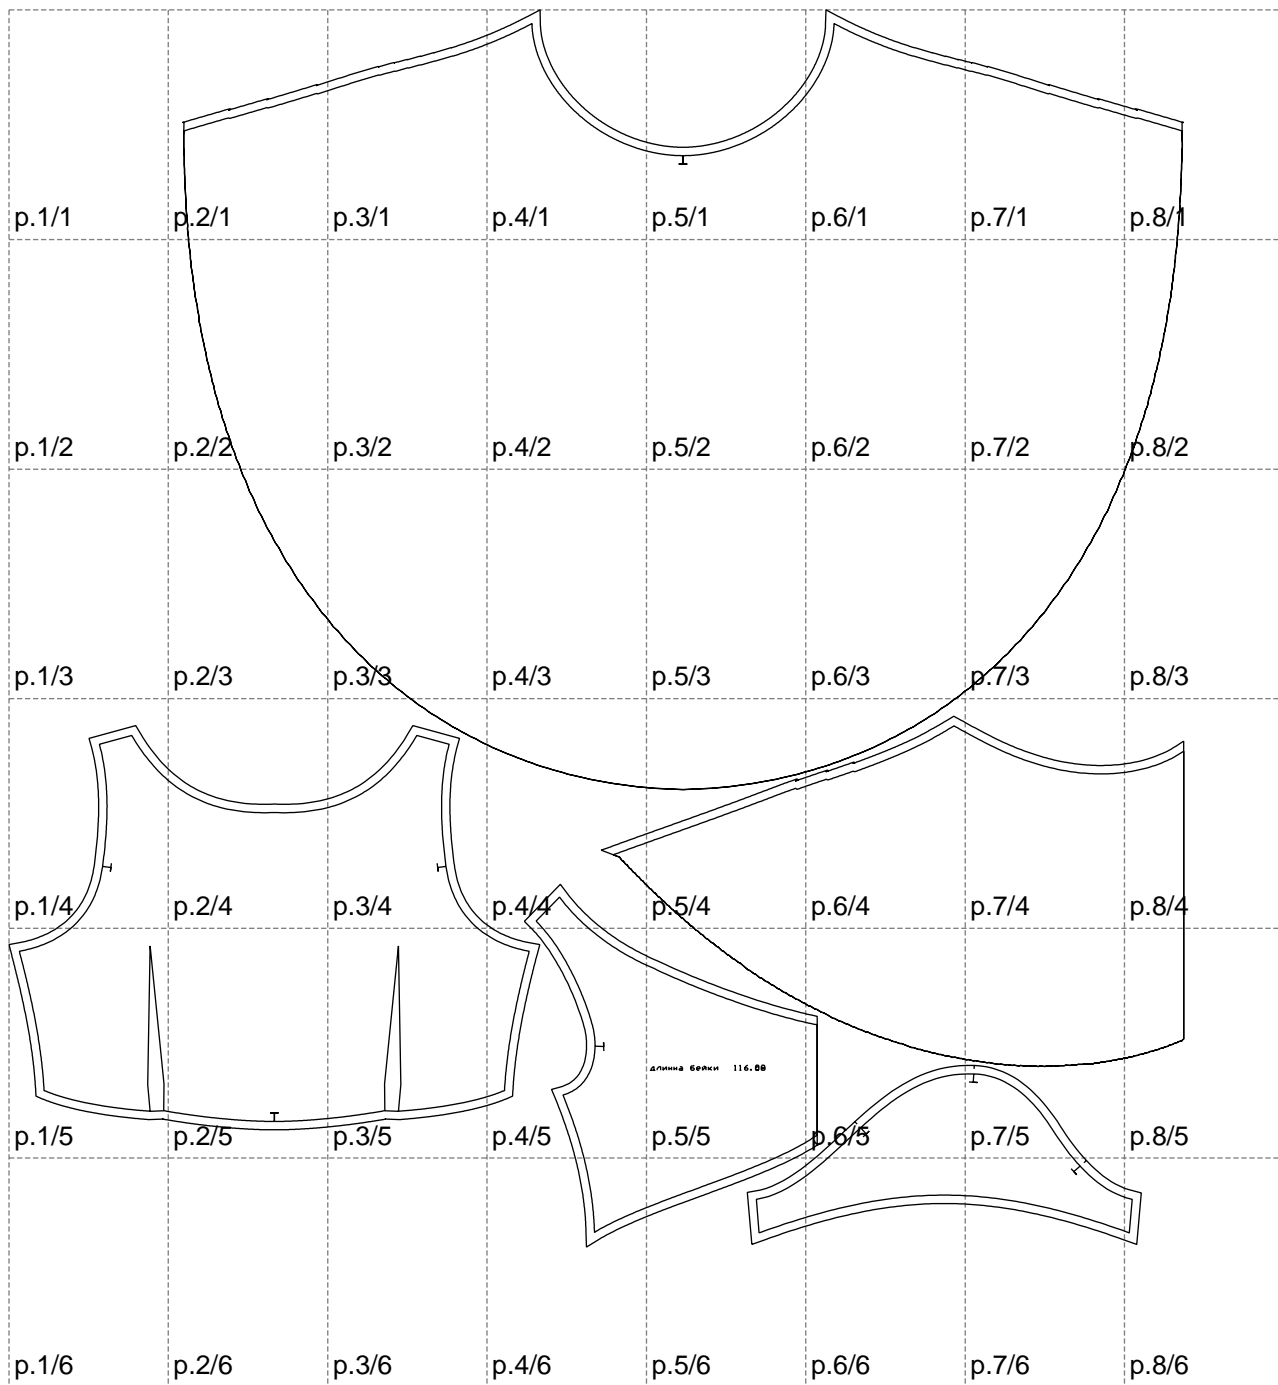 p.1/1 p.2/1 p.3/1 p.4/1 p.5/1 p.6/1 p.7/1 p.8/1
p.1/2 p.2/2 p.3/2 p.4/2 p.5/2 p.6/2 p.7/2 p.8/2
p.1/3 p.2/3 p.3/3 p.4/3 p.5/3 p.6/3 p.7/3 p.8/3
p.1/4 p.2/4 p.3/4 p.4/4 p.5/4 p.6/4 p.7/4 p.8/4
длинна бейки 116.00
p.1/5 p.2/5 p.3/5 p.4/5 p.5/5 p.6/5 p.7/5 p.8/5
p.1/6 p.2/6 p.3/6 p.4/6 p.5/6 p.6/6 p.7/6 p.8/6